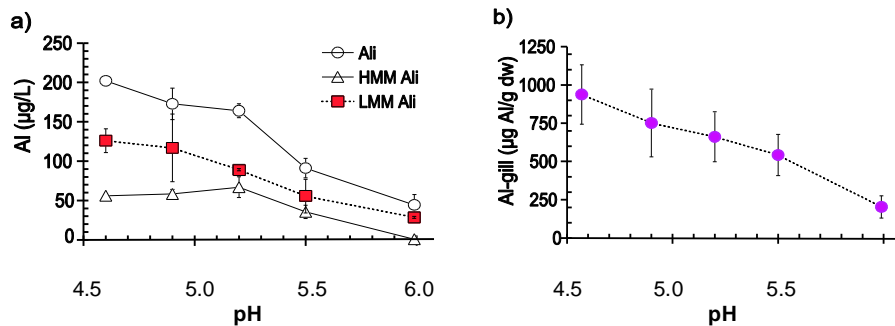 a)
Al (µg/L)
250
200
150
100
50
0
Ali
HMM Ali
LMM Ali
4.5 5.0 5.5 6.0
pH
b)
Al-gill (µg Al/g dw)
1250
1000
750
500
250
0
4.5 5.0 5.5
pH